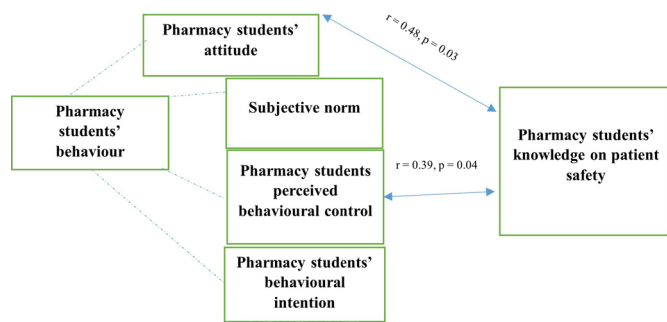 Pharmacy students'
attitude
r = 0.48, p = 0.03
Pharmacy
students'
behaviour
Subjective norm
Pharmacy students'
knowledge on patient
safety
r = 0.39, p = 0.04
Pharmacy students
perceived
behavioural control
Pharmacy students'
behavioural
intention